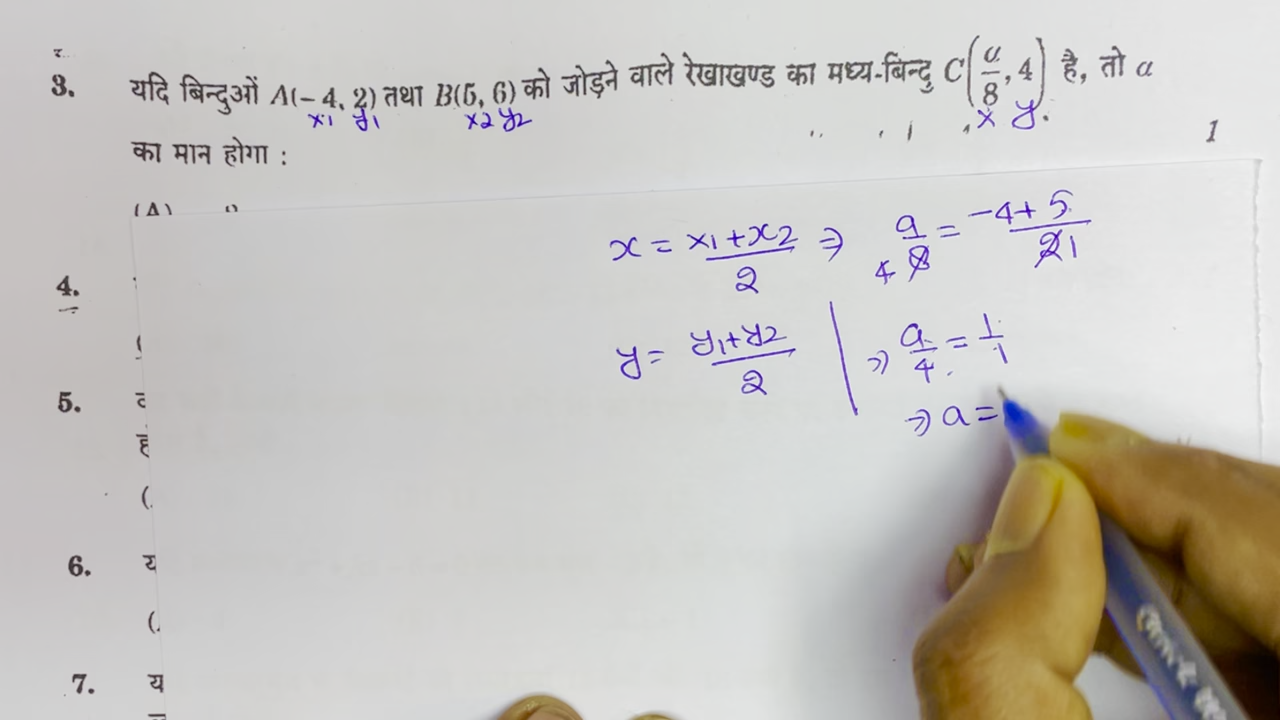 3. यदि बिन्दुओं A(– 4, 2) तथा B(5, 6) को जोड़ने वाले रेखाखण्ड का मध्य-बिन्दु C(a/8, 4) है, तो a
x1 y1 x2 y2 x y.
का मान होगा : 1
(A)
x = x1+x2/2 ⇒ a/8 = -4+5/2
4 1
y = y1+y2/2 ⇒ a/4 = 1/1
⇒ a =
4.
5.
6.
7.